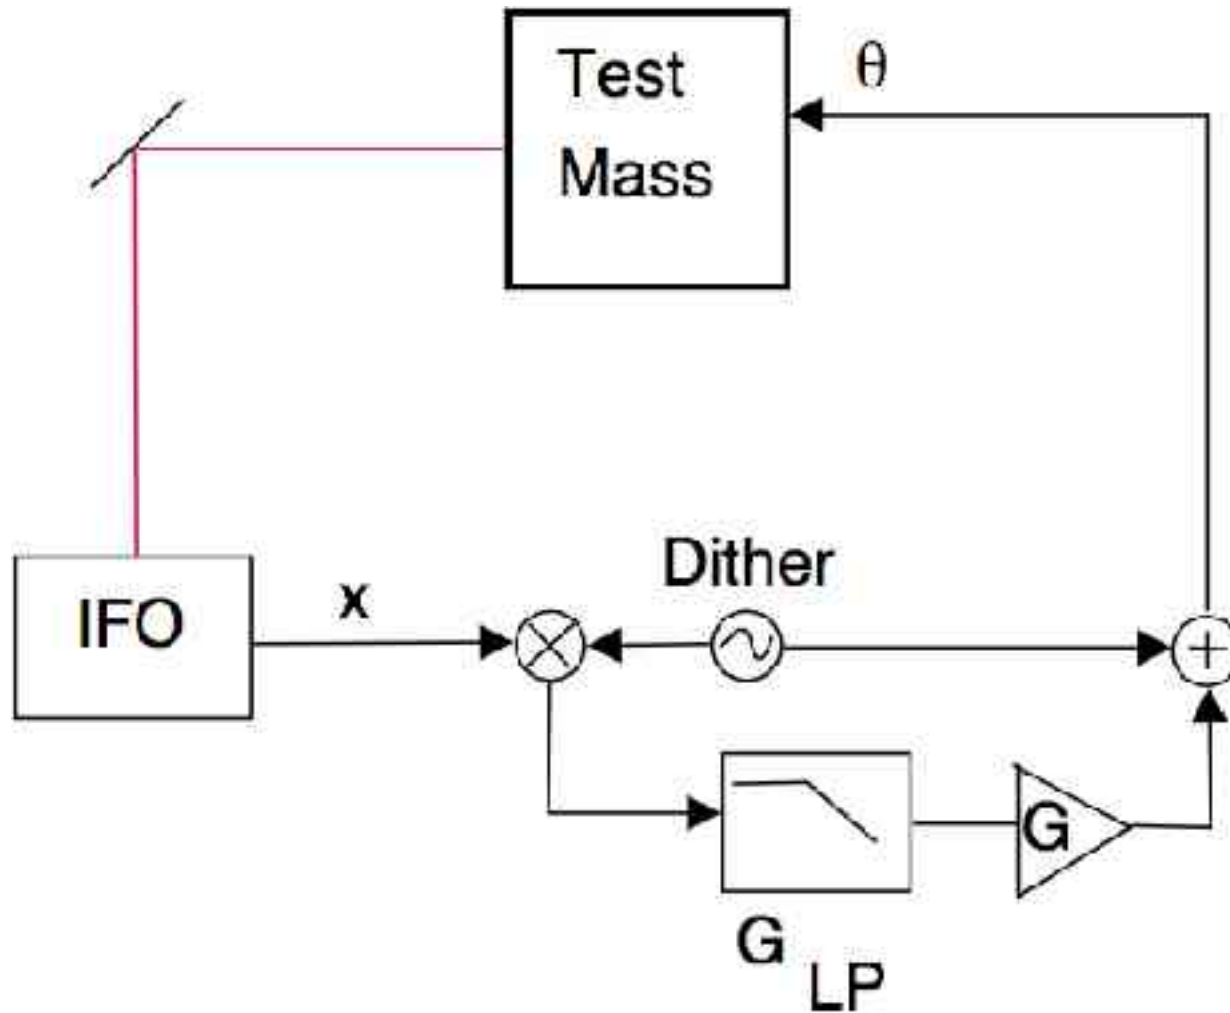 Test
Mass
θ
IFO
x
Dither
G
G LP